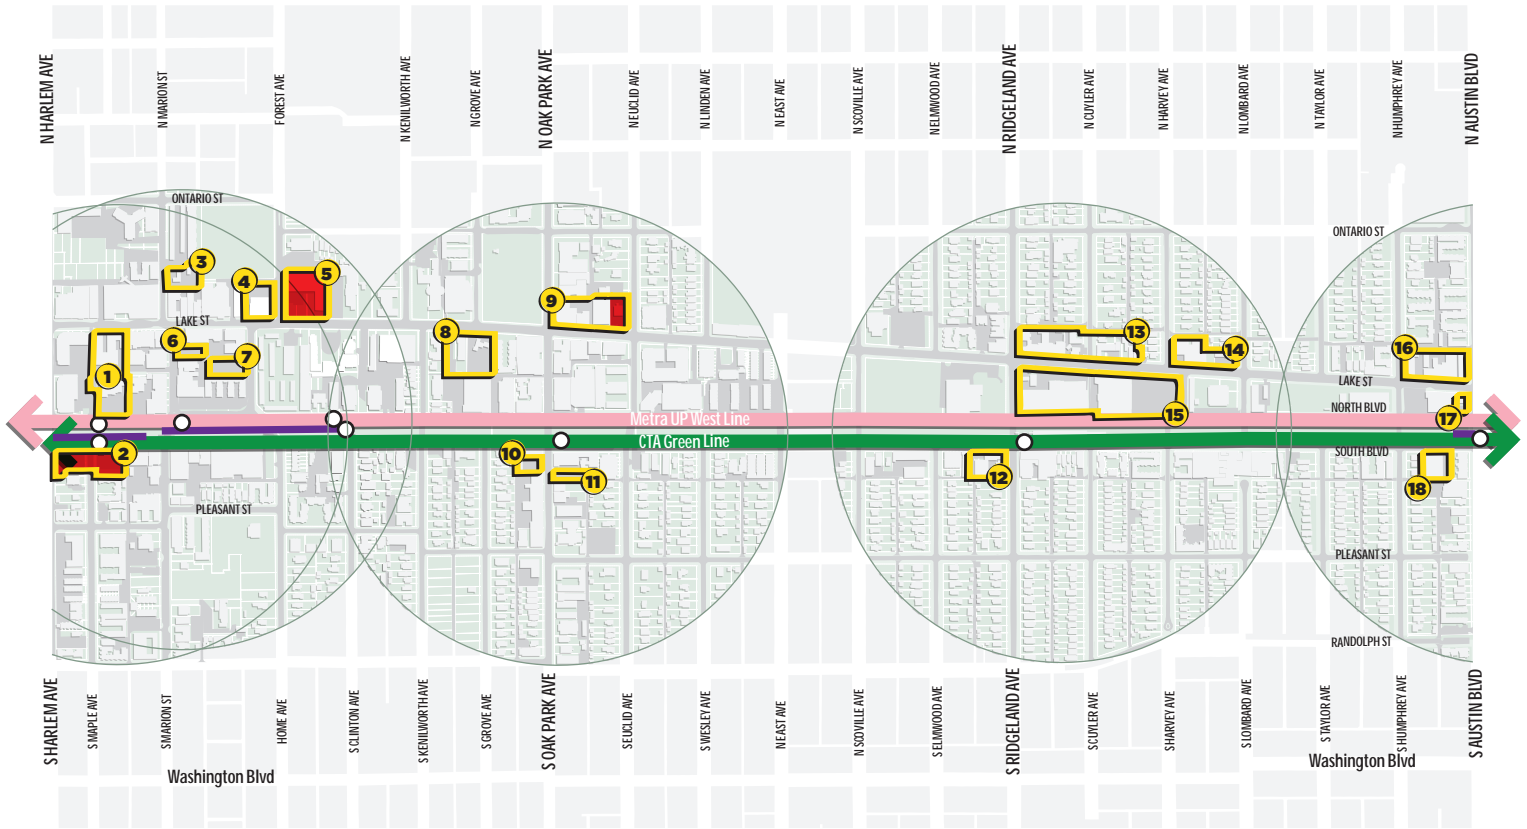 N HARLEM AVE
N MARION ST
FOREST AVE
N KENILWORTH AVE
N GROVE AVE
N OAK PARK AVE
N EUCLID AVE
N LINDEN AVE
N EAST AVE
N SCOVILLE AVE
N ELMWOOD AVE
N RIDGELAND AVE
N CUYLER AVE
N HARVEY AVE
N LOMBARD AVE
N TAYLOR AVE
N HUMPHREY AVE
N AUSTIN BLVD
ONTARIO ST
ONTARIO ST
3
4
5
9
LAKE ST
6
7
8
13
14
16
1
LAKE ST
NORTH BLVD
15
17
Metra UP West Line
CTA Green Line
SOUTH BLVD
2
10
11
12
18
PLEASANT ST
PLEASANT ST
RANDOLPH ST
S HARLEM AVE
S MAPLE AVE
S MARION ST
HOME AVE
S CLINTON AVE
S KENILWORTH AVE
S GROVE AVE
S OAK PARK AVE
S EUCLID AVE
S WESLEY AVE
N EAST AVE
N SCOVILLE AVE
S ELMWOOD AVE
S RIDGELAND AVE
S CUYLER AVE
S HARVEY AVE
S LOMBARD AVE
S TAYLOR AVE
S HUMPHREY AVE
S AUSTIN BLVD
Washington Blvd
Washington Blvd